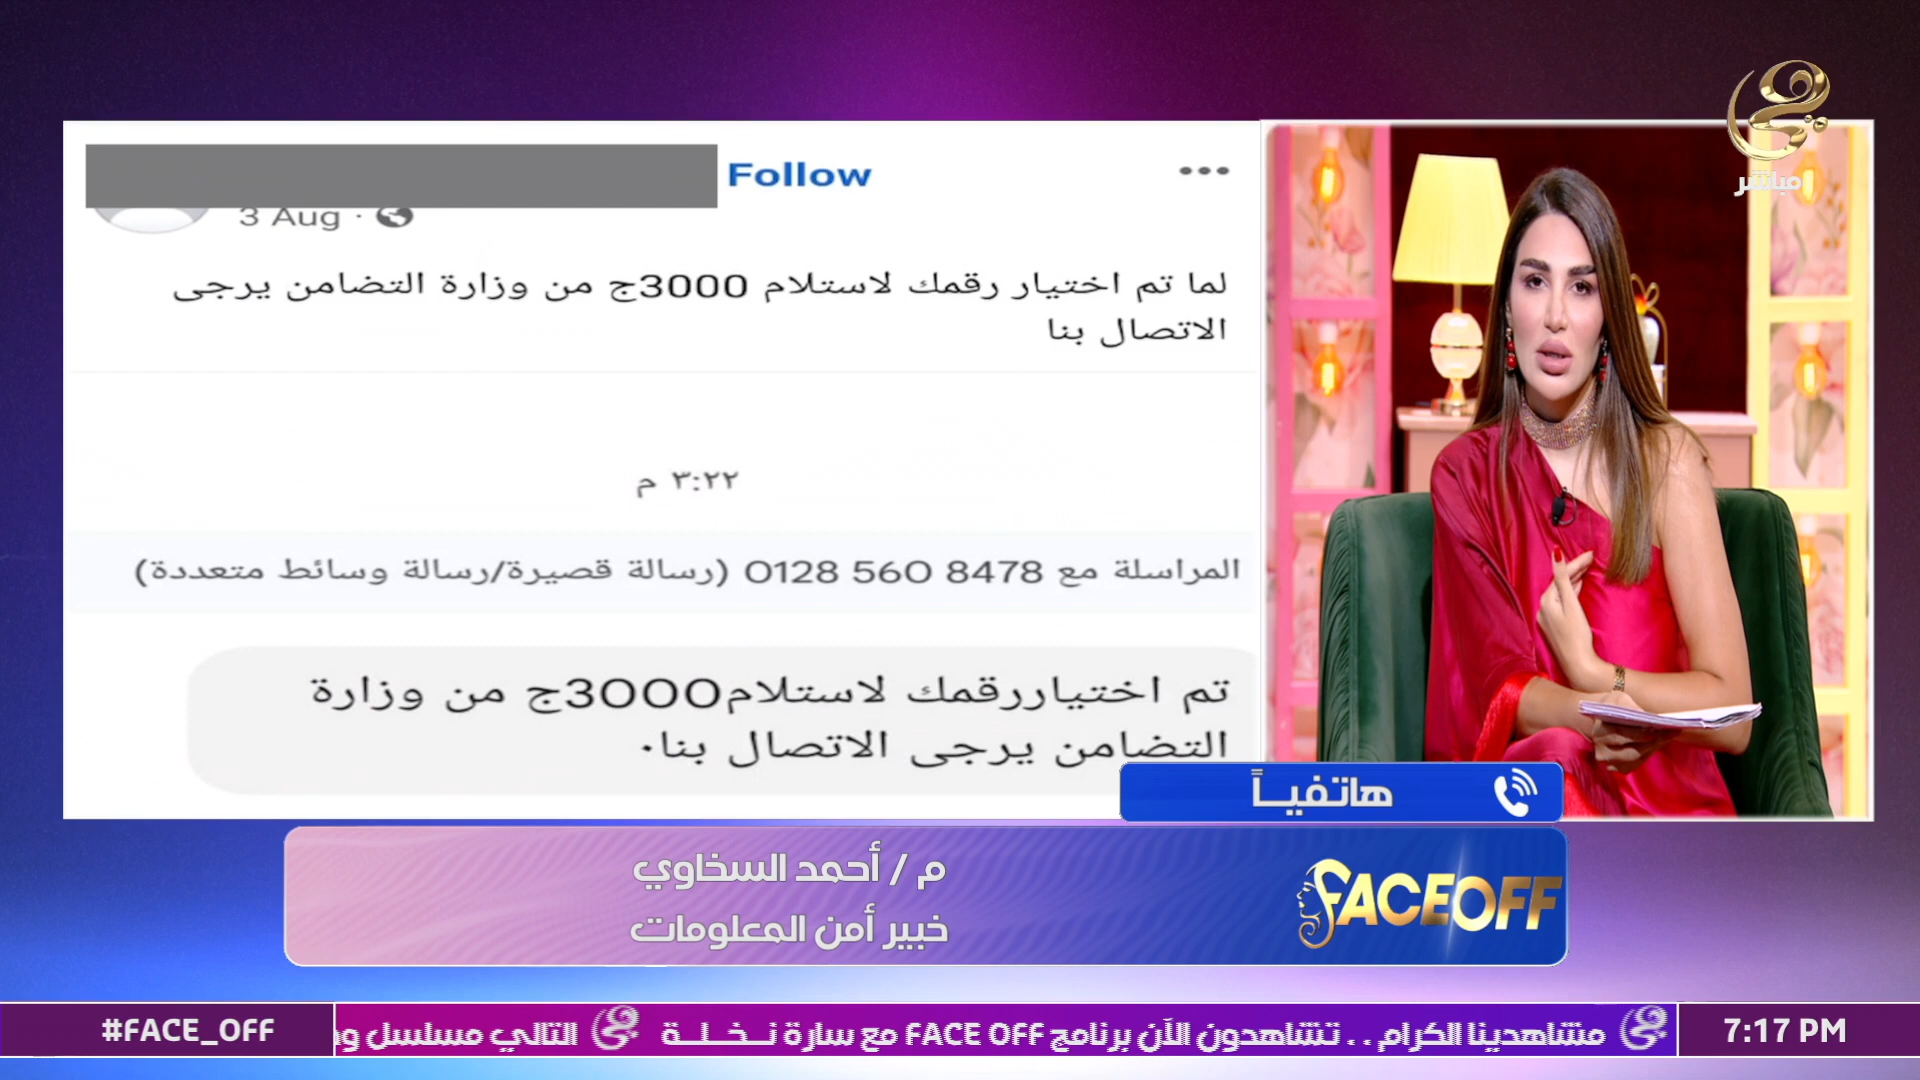 مباشر
Follow
3 Aug ·
لما تم اختيار رقمك لاستلام 3000ج من وزارة التضامن يرجى
الاتصال بنا
٣:٢٢ م
المراسلة مع 8478 560 0128 (رسالة قصيرة/رسالة وسائط متعددة)
تم اختياررقمك لاستلام3000ج من وزارة
التضامن يرجى الاتصال بنا٠
هاتفيـاً
م / أحمد السخاوي
خبير أمن المعلومات
FACEOFF
#FACE_OFF
مشاهدينا الكرام . . تشاهدون الآن برنامج FACE OFF مع سارة نـخـلـة
التالي مسلسل
7:17 PM